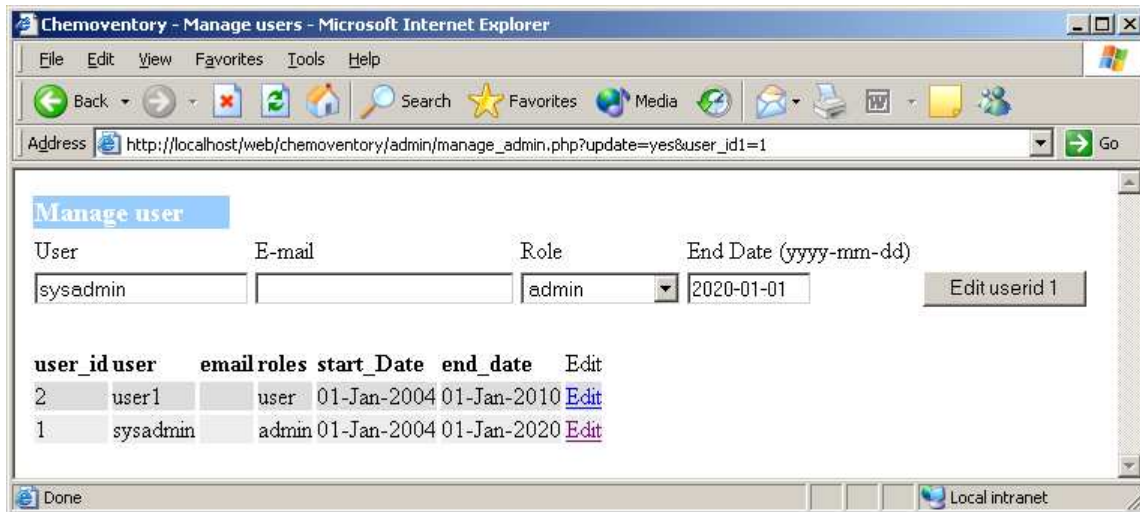 Chemoventory - Manage users - Microsoft Internet Explorer
File Edit View Favorites Tools Help
Back Search Favorites Media
Address http://localhost/web/chemoventory/admin/manage_admin.php?update=yes&user_id1=1 Go
Manage user
User E-mail Role End Date (yyyy-mm-dd)
sysadmin admin 2020-01-01 Edit userid 1
user_id user email roles start_Date end_date Edit
2 user1 user 01-Jan-2004 01-Jan-2010 Edit
1 sysadmin admin 01-Jan-2004 01-Jan-2020 Edit
Done Local intranet